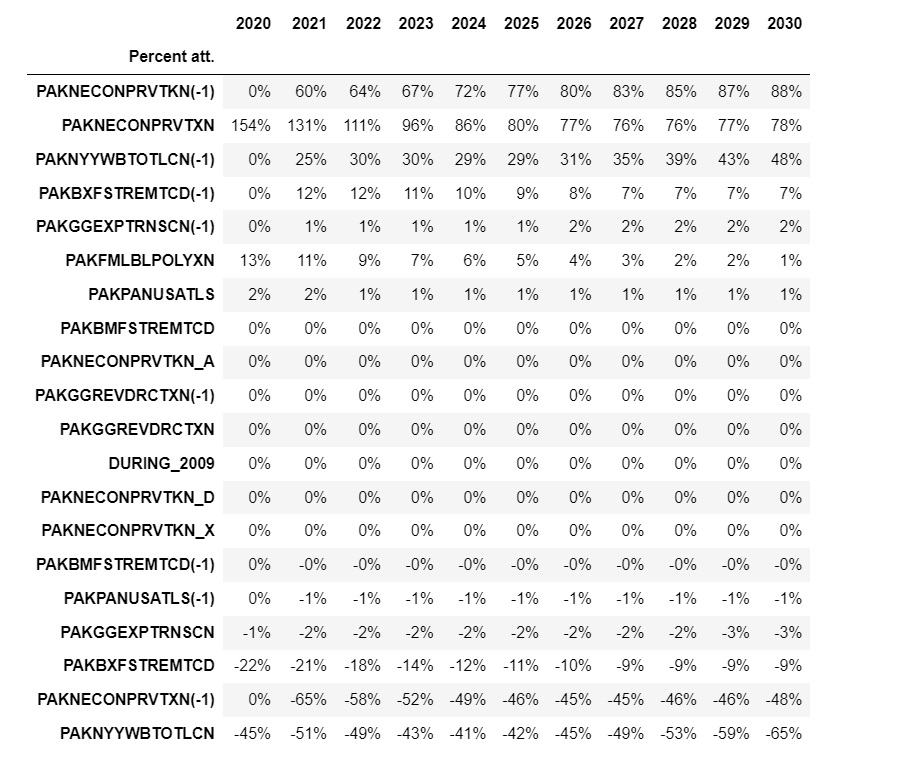 2020 2021 2022 2023 2024 2025 2026 2027 2028 2029 2030
Percent att.
PAKNECONPRVTKN(-1) 0% 60% 64% 67% 72% 77% 80% 83% 85% 87% 88%
PAKNECONPRVTXN 154% 131% 111% 96% 86% 80% 77% 76% 76% 77% 78%
PAKNYYWBTOTLCN(-1) 0% 25% 30% 30% 29% 29% 31% 35% 39% 43% 48%
PAKBXFSTREMTCD(-1) 0% 12% 12% 11% 10% 9% 8% 7% 7% 7% 7%
PAKGGEXPTRNSCN(-1) 0% 1% 1% 1% 1% 1% 2% 2% 2% 2% 2%
PAKFMLBLPOLYXN 13% 11% 9% 7% 6% 5% 4% 3% 2% 2% 1%
PAKPANUSATLS 2% 2% 1% 1% 1% 1% 1% 1% 1% 1% 1%
PAKBMFSTREMTCD 0% 0% 0% 0% 0% 0% 0% 0% 0% 0% 0%
PAKNECONPRVTKN_A 0% 0% 0% 0% 0% 0% 0% 0% 0% 0% 0%
PAKGGREVDRCTXN(-1) 0% 0% 0% 0% 0% 0% 0% 0% 0% 0% 0%
PAKGGREVDRCTXN 0% 0% 0% 0% 0% 0% 0% 0% 0% 0% 0%
DURING_2009 0% 0% 0% 0% 0% 0% 0% 0% 0% 0% 0%
PAKNECONPRVTKN_D 0% 0% 0% 0% 0% 0% 0% 0% 0% 0% 0%
PAKNECONPRVTKN_X 0% 0% 0% 0% 0% 0% 0% 0% 0% 0% 0%
PAKBMFSTREMTCD(-1) 0% -0% -0% -0% -0% -0% -0% -0% -0% -0% -0%
PAKPANUSATLS(-1) 0% -1% -1% -1% -1% -1% -1% -1% -1% -1% -1%
PAKGGEXPTRNSCN -1% -2% -2% -2% -2% -2% -2% -2% -2% -3% -3%
PAKBXFSTREMTCD -22% -21% -18% -14% -12% -11% -10% -9% -9% -9% -9%
PAKNECONPRVTXN(-1) 0% -65% -58% -52% -49% -46% -45% -45% -46% -46% -48%
PAKNYYWBTOTLCN -45% -51% -49% -43% -41% -42% -45% -49% -53% -59% -65%